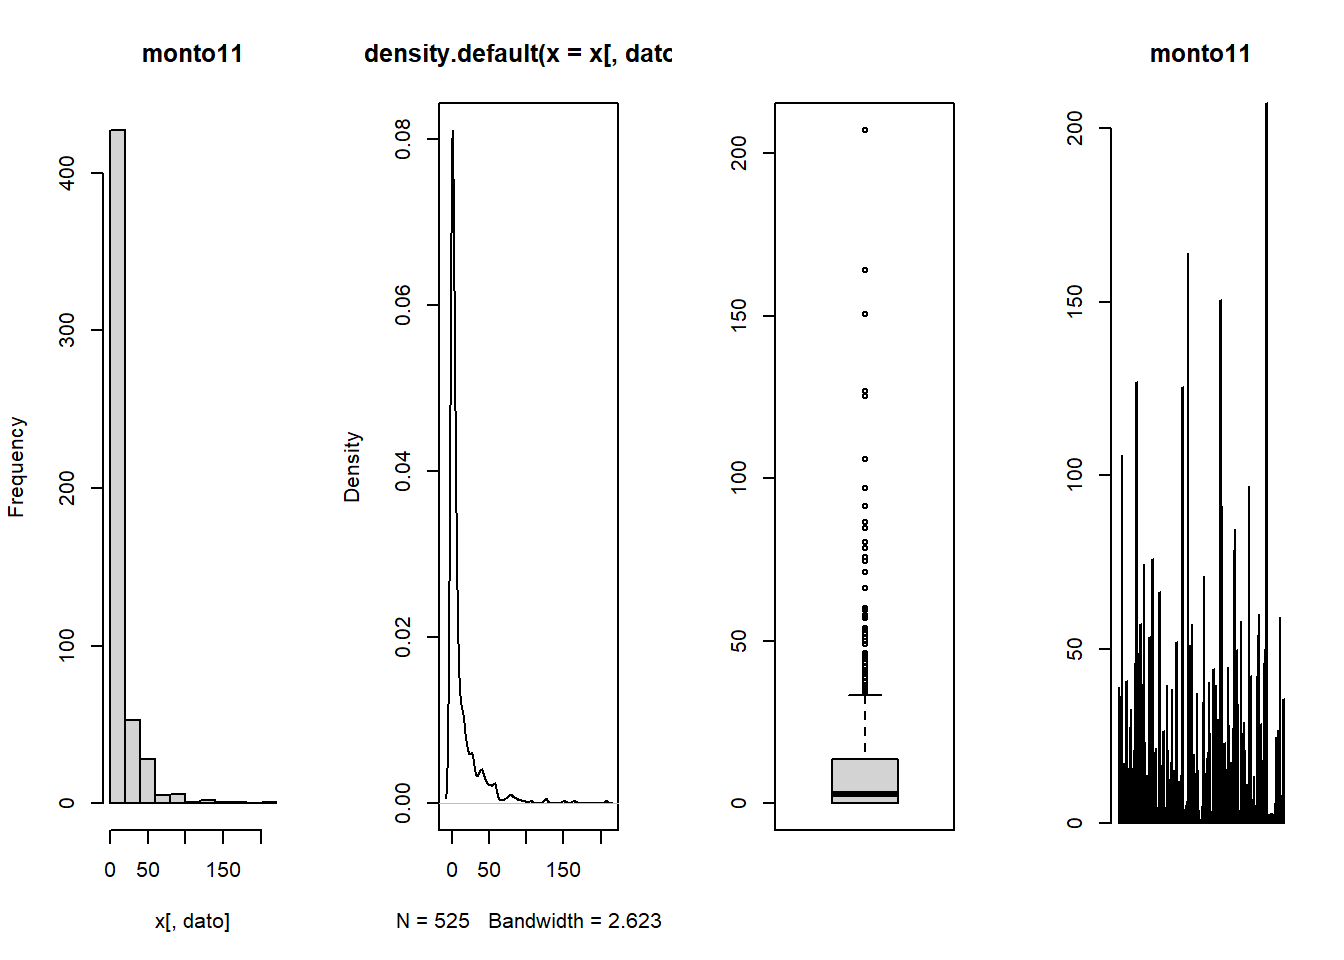 monto11
Frequency
400
300
200
100
0
0 50 150
x[, dato]
density.default(x = x[, dato
Density
0.08
0.06
0.04
0.02
0.00
0 50 150
N = 525 Bandwidth = 2.623
200
150
100
50
0
monto11
200
150
100
50
0